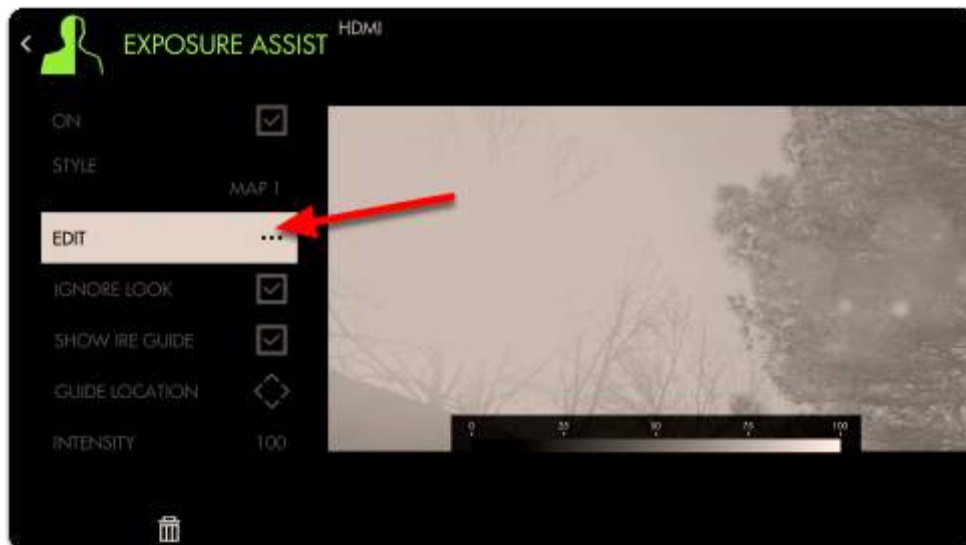 EXPOSURE ASSIST
HDMI
ON
STYLE
MAP 1
EDIT
IGNORE LOOK
SHOW IRE GUIDE
GUIDE LOCATION
INTENSITY 100
0 25 50 75 100